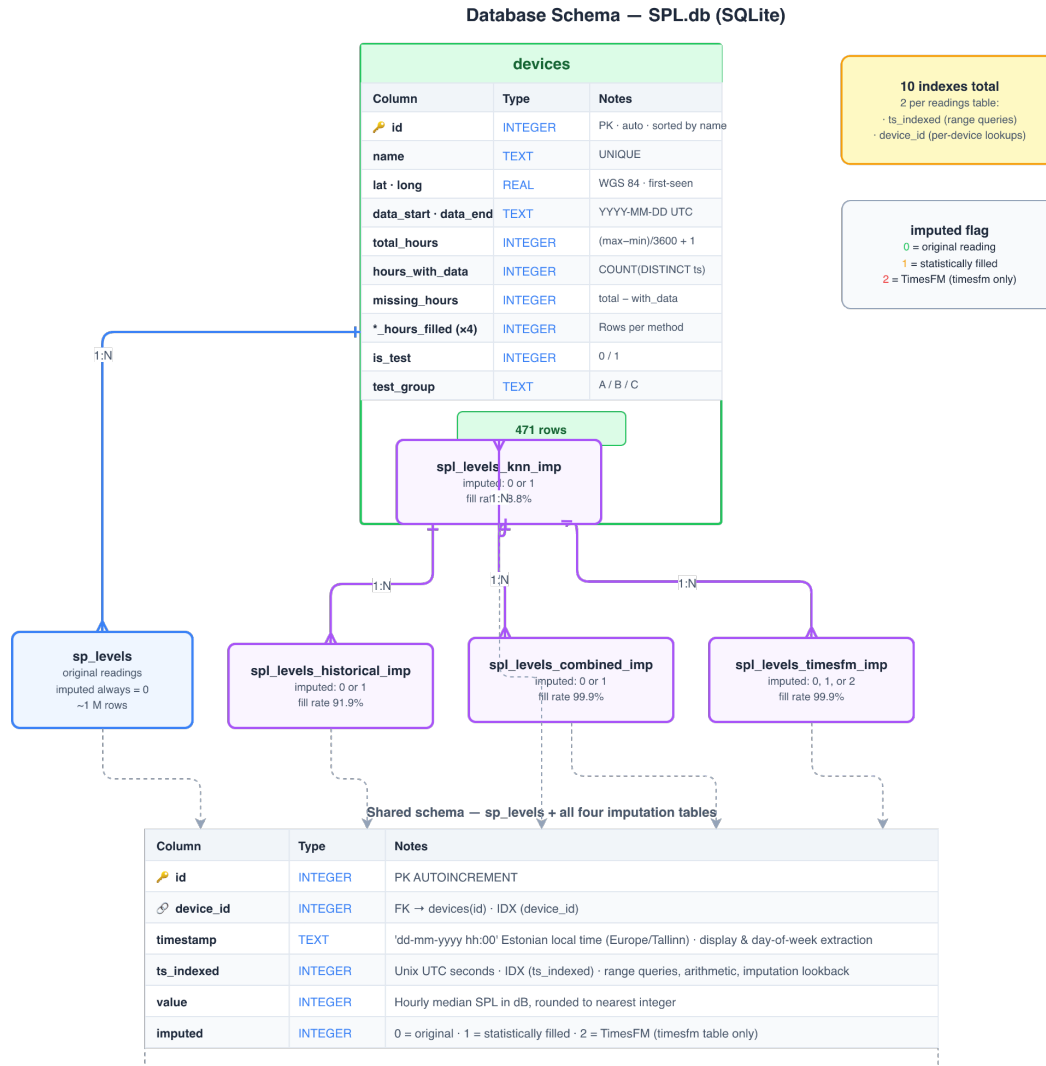 Database Schema — SPL.db (SQLite)
devices
Column Type Notes
🔑 id INTEGER PK · auto · sorted by name
name TEXT UNIQUE
lat · long REAL WGS 84 · first-seen
data_start · data_end TEXT YYYY-MM-DD UTC
total_hours INTEGER (max−min)/3600 + 1
hours_with_data INTEGER COUNT(DISTINCT ts)
missing_hours INTEGER total − with_data
*_hours_filled (×4) INTEGER Rows per method
is_test INTEGER 0 / 1
test_group TEXT A / B / C
471 rows
10 indexes total
2 per readings table:
· ts_indexed (range queries)
· device_id (per-device lookups)
imputed flag
0 = original reading
1 = statistically filled
2 = TimesFM (timesfm only)
1:N
spl_levels_knn_imp
imputed: 0 or 1
fill 8.8%
1:N
1:N
1:N
1:N
sp_levels
original readings
imputed always = 0
~1 M rows
spl_levels_historical_imp
imputed: 0 or 1
fill rate 91.9%
spl_levels_combined_imp
imputed: 0 or 1
fill rate 99.9%
spl_levels_timesfm_imp
imputed: 0, 1, or 2
fill rate 99.9%
Shared schema — sp_levels + all four imputation tables
Column Type Notes
🔑 id INTEGER PK AUTOINCREMENT
🔗 device_id INTEGER FK → devices(id) · IDX (device_id)
timestamp TEXT 'dd-mm-yyyy hh:00' Estonian local time (Europe/Tallinn) · display & day-of-week extraction
ts_indexed INTEGER Unix UTC seconds · IDX (ts_indexed) · range queries, arithmetic, imputation lookback
value INTEGER Hourly median SPL in dB, rounded to nearest integer
imputed INTEGER 0 = original · 1 = statistically filled · 2 = TimesFM (timesfm table only)